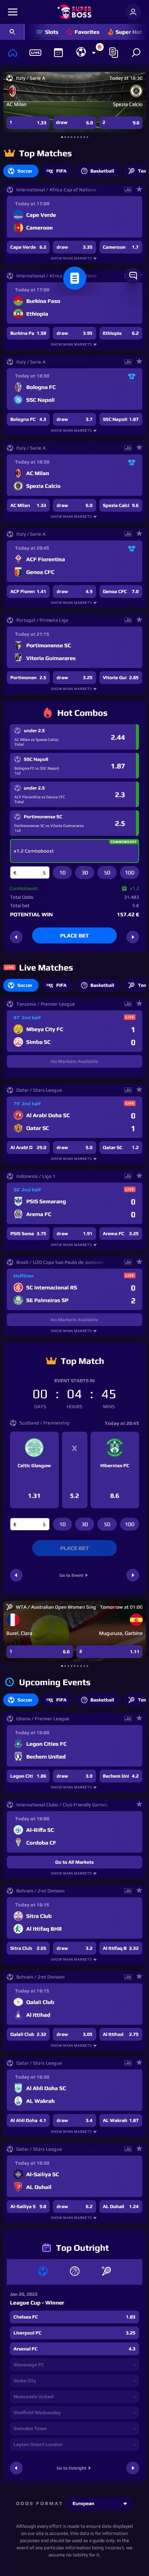 SUPER
BOSS
Slots
Favorites
Super Hot
LIVE
6
Italy / Serie A
Today at 18:30
AC Milan
Spezia Calcio
1 1.33
draw 6.0
2 9.6
Top Matches
Soccer
FIFA
Basketball
Ten
International / Africa Cup of Nations
Today at 17:00
Cape Verde
Cameroon
Cape Verde 6.2
draw 3.35
Cameroon 1.7
SHOW MAIN MARKETS
International / Africa Cup of
Today at 17:00
Burkina Faso
Ethiopia
Burkina Fa 1.58
draw 3.95
Ethiopia 6.2
SHOW MAIN MARKETS
Italy / Serie A
Today at 18:30
Bologna FC
SSC Napoli
Bologna FC 4.2
draw 3.7
SSC Napoli 1.87
SHOW MAIN MARKETS
Italy / Serie A
Today at 18:30
AC Milan
Spezia Calcio
AC Milan 1.33
draw 6.0
Spezia Calci 9.6
SHOW MAIN MARKETS
Italy / Serie A
Today at 20:45
ACF Fiorentina
Genoa CFC
ACF Fioren 1.41
draw 4.9
Genoa CFC 7.0
SHOW MAIN MARKETS
Portugal / Primeira Liga
Today at 21:15
Portimonense SC
Vitoria Guimaraes
Portimonen 2.5
draw 3.25
Vitoria Gui 2.85
SHOW MAIN MARKETS
Hot Combos
under 2.5
AC Milan vs Spezia Calcio
Total
2.44
SSC Napoli
Bologna FC vs SSC Napoli
1x2
1.87
under 2.5
ACF Fiorentina vs Genoa CFC
Total
2.3
Portimonense SC
Portimonense SC vs Vitoria Guimaraes
1x2
2.5
COMBOBOOST
x1.2 Comboboost
€ 5
10
30
50
100
Comboboost x1.2
Total Odds 31.483
Total bet 5 €
POTENTIAL WIN 157.42 €
PLACE BET
LIVE Live Matches
Soccer
FIFA
Basketball
Ten
Tanzania / Premier League
57' 2nd half
LIVE
Mbeya City FC 1
Simba SC 0
No Markets Available
Qatar / Stars League
75' 2nd half
LIVE
Al Arabi Doha SC 0
Qatar SC 1
Al Arabi D 29.0
draw 5.8
Qatar SC 1.2
SHOW MAIN MARKETS
Indonesia / Liga 1
LIVE
PSIS Semarang 0
Arema FC 0
PSIS Sema 3.75
draw 1.91
Arema FC 3.25
SHOW MAIN MARKETS
Brazil / U20 Copa Sao Paulo de Juniores
Halftime
LIVE
SC Internacional RS 0
SE Palmeiras SP 2
No Markets Available
SHOW MAIN MARKETS
Top Match
EVENT STARTS IN
00 : 04 : 45
DAYS HOURS MINS
Scotland / Premiership
Today at 20:45
Celtic Glasgow
1.31
X
5.2
Hibernian FC
8.6
€ 5
10
30
50
100
PLACE BET
Go to Event
WTA / Australian Open Women Sing
Tomorrow at 01:00
Burel, Clara
Muguruza, Garbine
1 6.6
2 1.11
Upcoming Events
Soccer
FIFA
Basketball
Ten
Ghana / Premier League
Today at 16:00
Legon Cities FC
Bechem United
Legon Citi 1.86
draw 3.0
Bechem Uni 4.2
SHOW MAIN MARKETS
International Clubs / Club Friendly Games
Today at 16:00
Al-Riffa SC
Cordoba CF
Go to All Markets
SHOW MAIN MARKETS
Bahrain / 2nd Division
Today at 16:15
Sitra Club
Al Ittifaq BHR
Sitra Club 2.65
draw 3.2
Al Ittifaq B 2.32
SHOW MAIN MARKETS
Bahrain / 2nd Division
Today at 16:15
Qalali Club
Al Ittihad
Qalali Club 2.32
draw 3.05
Al Ittihad 2.75
SHOW MAIN MARKETS
Qatar / Stars League
Today at 16:30
Al Ahli Doha SC
AL Wakrah
Al Ahli Doha 4.1
draw 3.4
AL Wakrah 1.87
SHOW MAIN MARKETS
Qatar / Stars League
Today at 16:30
Al-Sailiya SC
AL Duhail
Al-Sailiya S 9.8
draw 6.2
AL Duhail 1.24
SHOW MAIN MARKETS
Top Outright
Jan 29, 2022
League Cup - Winner
Chelsea FC 1.83
Liverpool FC 3.25
Arsenal FC 4.3
Stevenage FC
Stoke City
Newcastle United
Sheffield Wednesday
Swindon Town
Leyton Orient London
Go to Outright
ODDS FORMAT European
Although every effort is made to ensure data displayed
on our site is accurate, this data is for information
purposes and should be used as a guide only. In the
event of any particular information being incorrect, we
assume no liability for it.